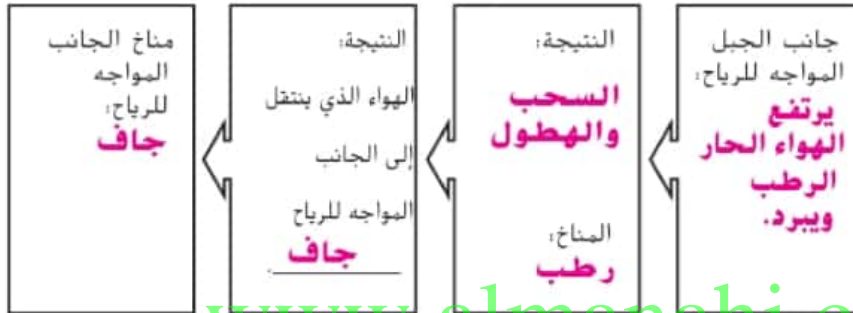 جانب الجبل
المواجه للرياح:
يرتفع
الهواء الحار
الرطب
ويبرد.
النتيجة:
السحب
والهطول
المناخ:
رطب
النتيجة:
الهواء الذي ينتقل
إلى الجانب
المواجه للرياح
جاف
مناخ الجانب
المواجه
للرياح:
جاف